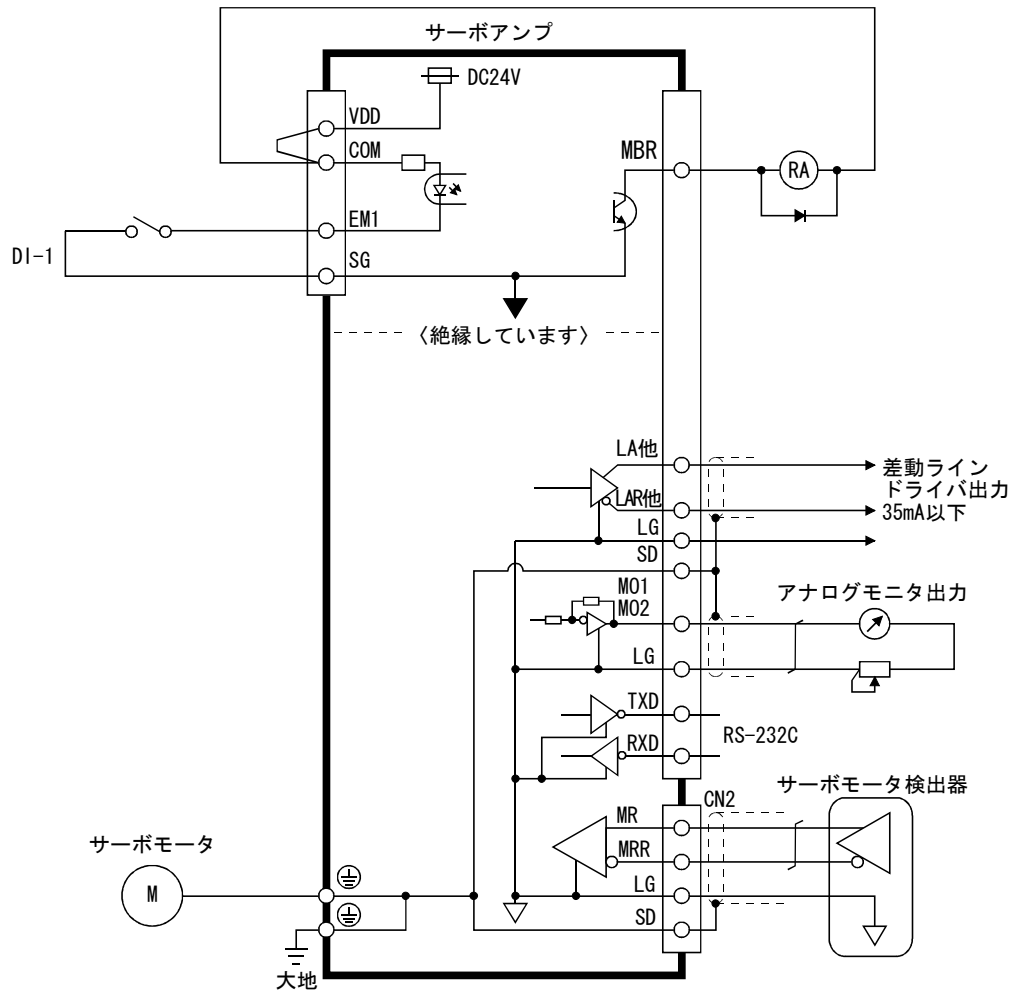 サーボアンプ
DC24V
VDD
COM
MBR
RA
EM1
DI-1
SG
〈絶縁しています〉
LA他
差動ライン
ドライバ出力
35mA以下
LAR他
LG
SD
MO1
MO2
アナログモニタ出力
LG
TXD
RS-232C
RXD
サーボモータ検出器
CN2
MR
サーボモータ
MRR
M
LG
SD
大地